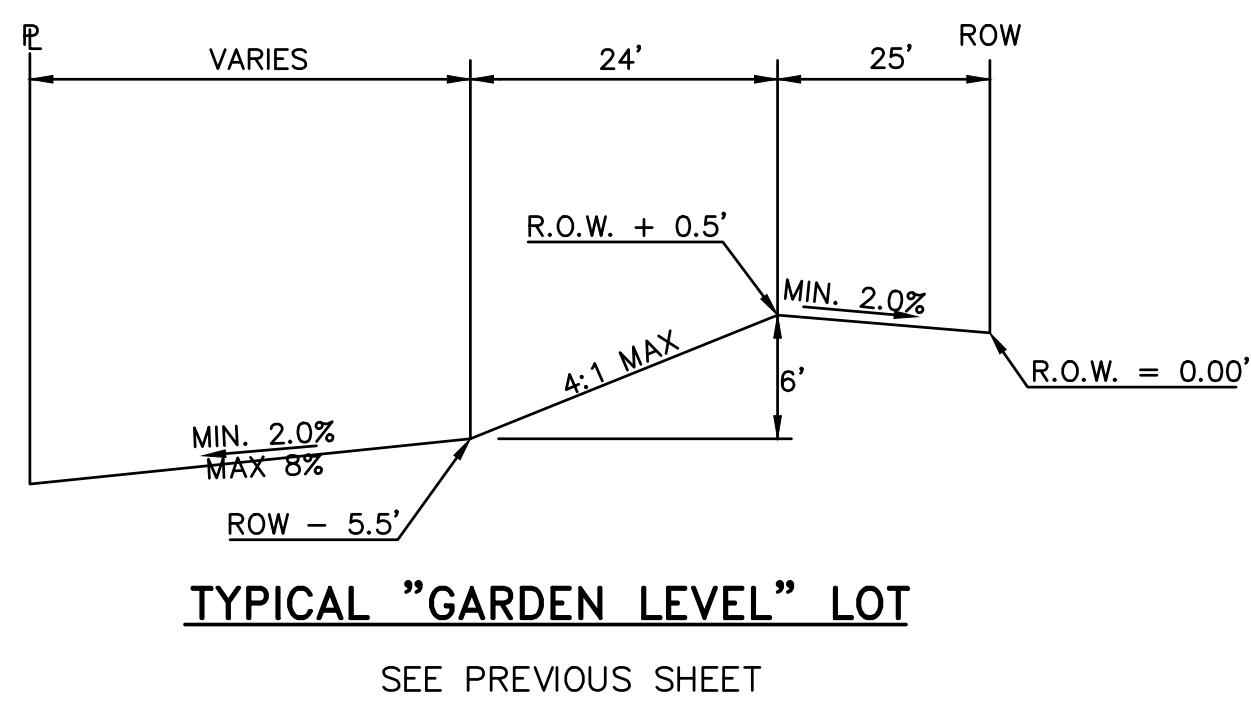 PL
ROW
VARIES
24’
25’
R.O.W. + 0.5’
MIN. 2.0%
4:1 MAX
6’
R.O.W. = 0.00’
MIN. 2.0%
MAX 8%
ROW - 5.5’
TYPICAL ”GARDEN LEVEL” LOT
SEE PREVIOUS SHEET